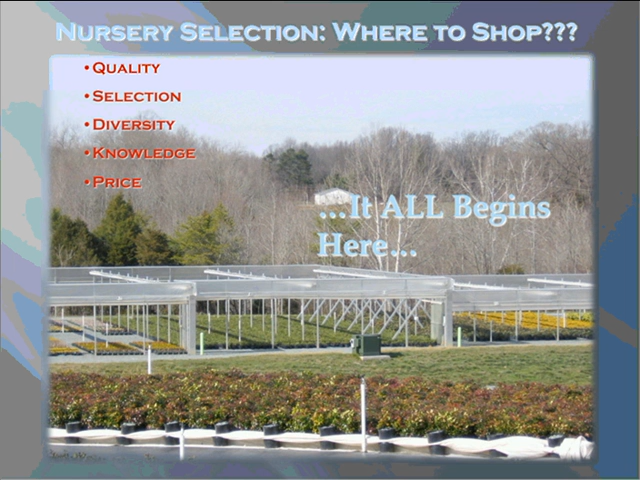 Nursery Selection: Where to Shop???
•Quality
•Selection
•Diversity
•Knowledge
•Price
...It ALL Begins
Here...